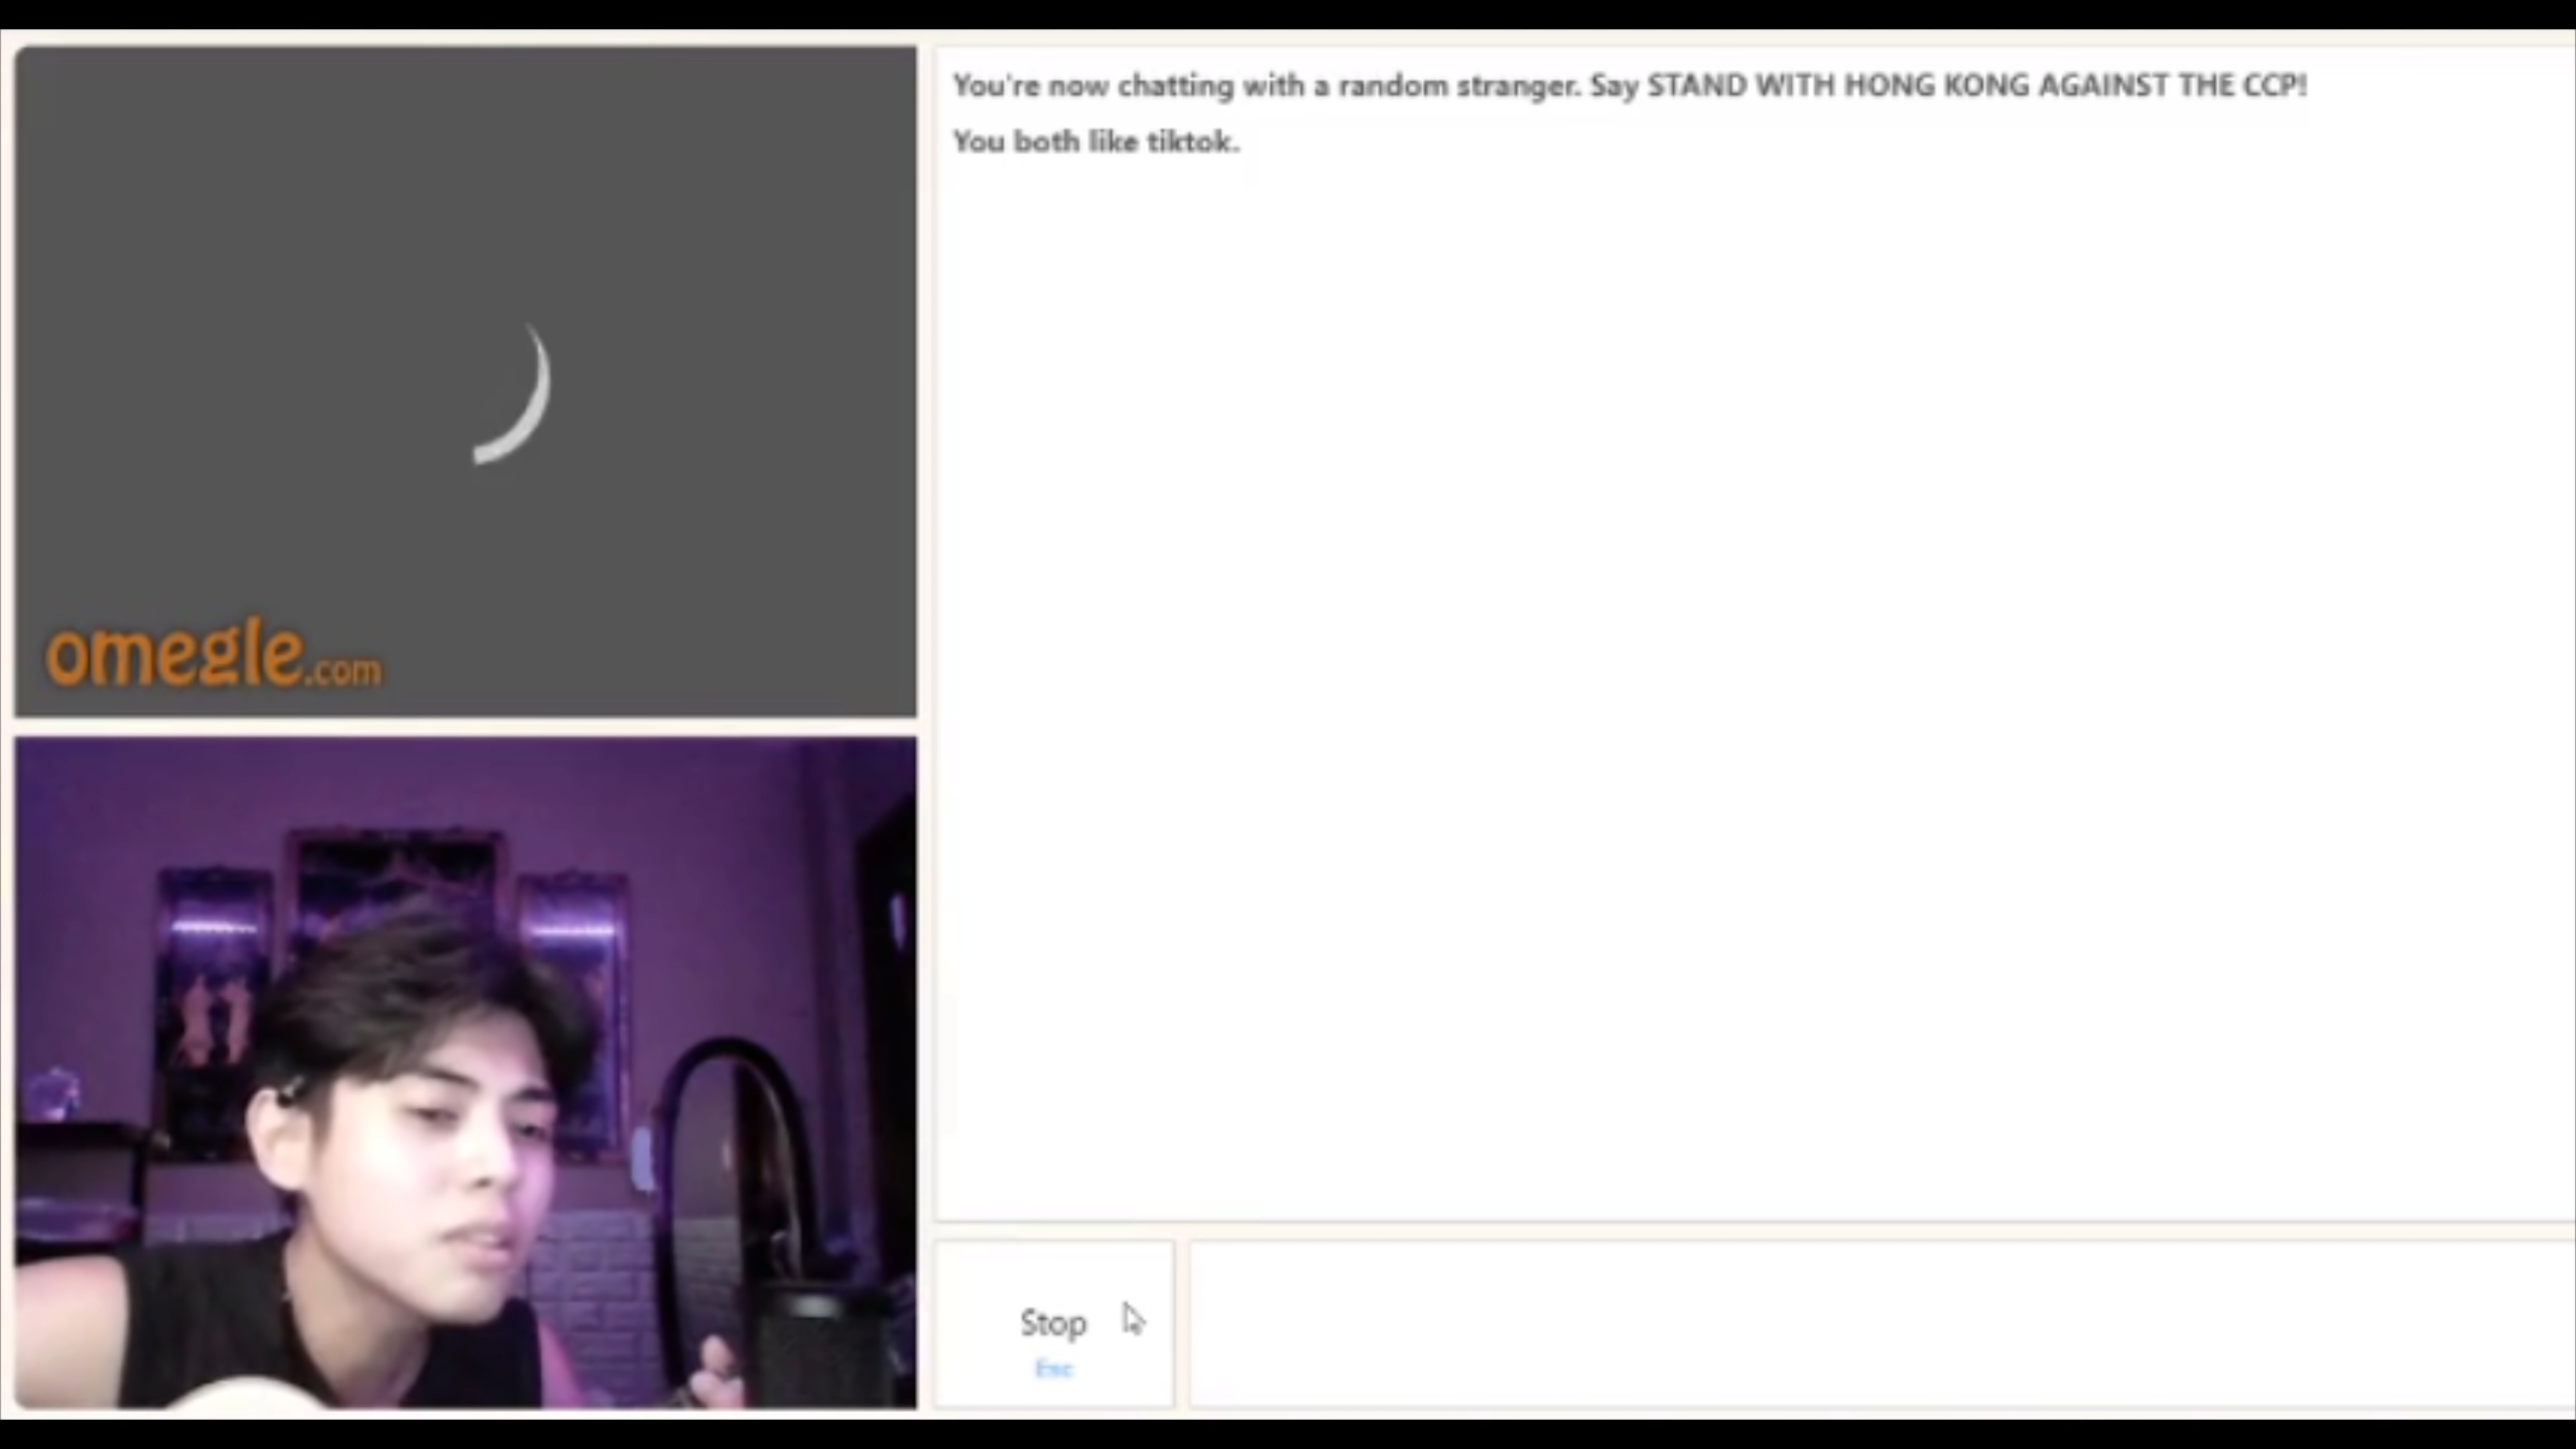 You're now chatting with a random stranger. Say STAND WITH HONG KONG AGAINST THE CCP!
You both like tiktok.
omegle.com
Stop
Esc